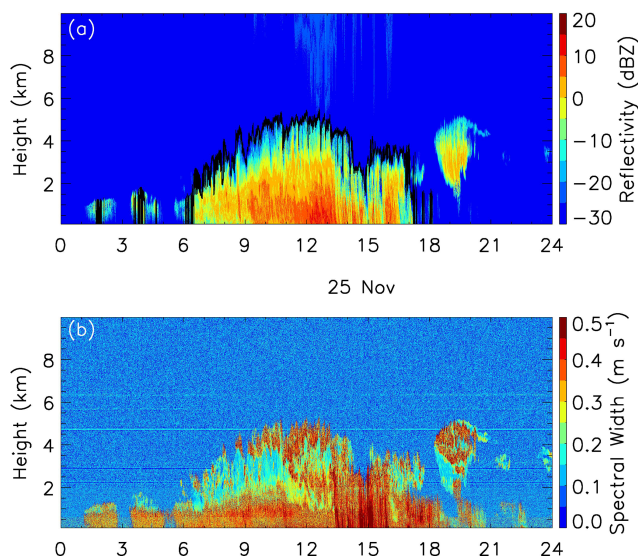 (a)
Height (km)
10
8
6
4
2
0 3 6 9 12 15 18 21 24
20
10
0
−10
−20
−30
Reflectivity (dBZ)
25 Nov
(b)
Height (km)
8
6
4
2
0 3 6 9 12 15 18 21 24
0.5
0.4
0.3
0.2
0.1
0.0
Spectral Width (m s⁻¹)